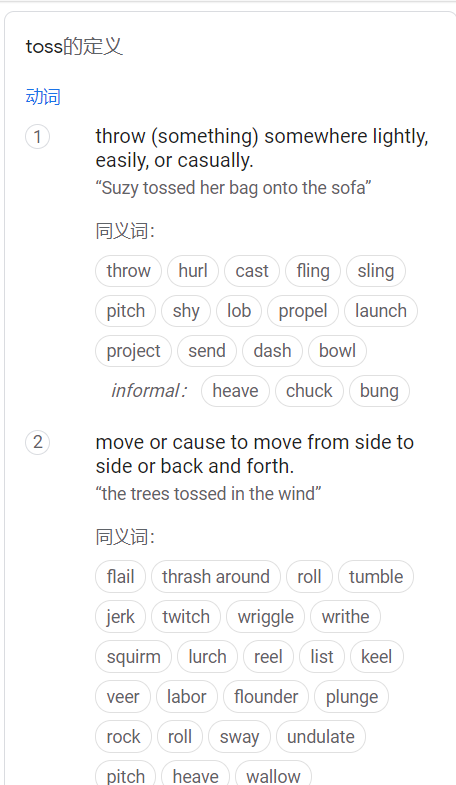 toss的定义
动词
1 throw (something) somewhere lightly,
easily, or casually.
“Suzy tossed her bag onto the sofa”
同义词：
throw hurl cast fling sling
pitch shy lob propel launch
project send dash bowl
informal： heave chuck bung
2 move or cause to move from side to
side or back and forth.
“the trees tossed in the wind”
同义词：
flail thrash around roll tumble
jerk twitch wriggle writhe
squirm lurch reel list keel
veer labor flounder plunge
rock roll sway undulate
pitch heave wallow